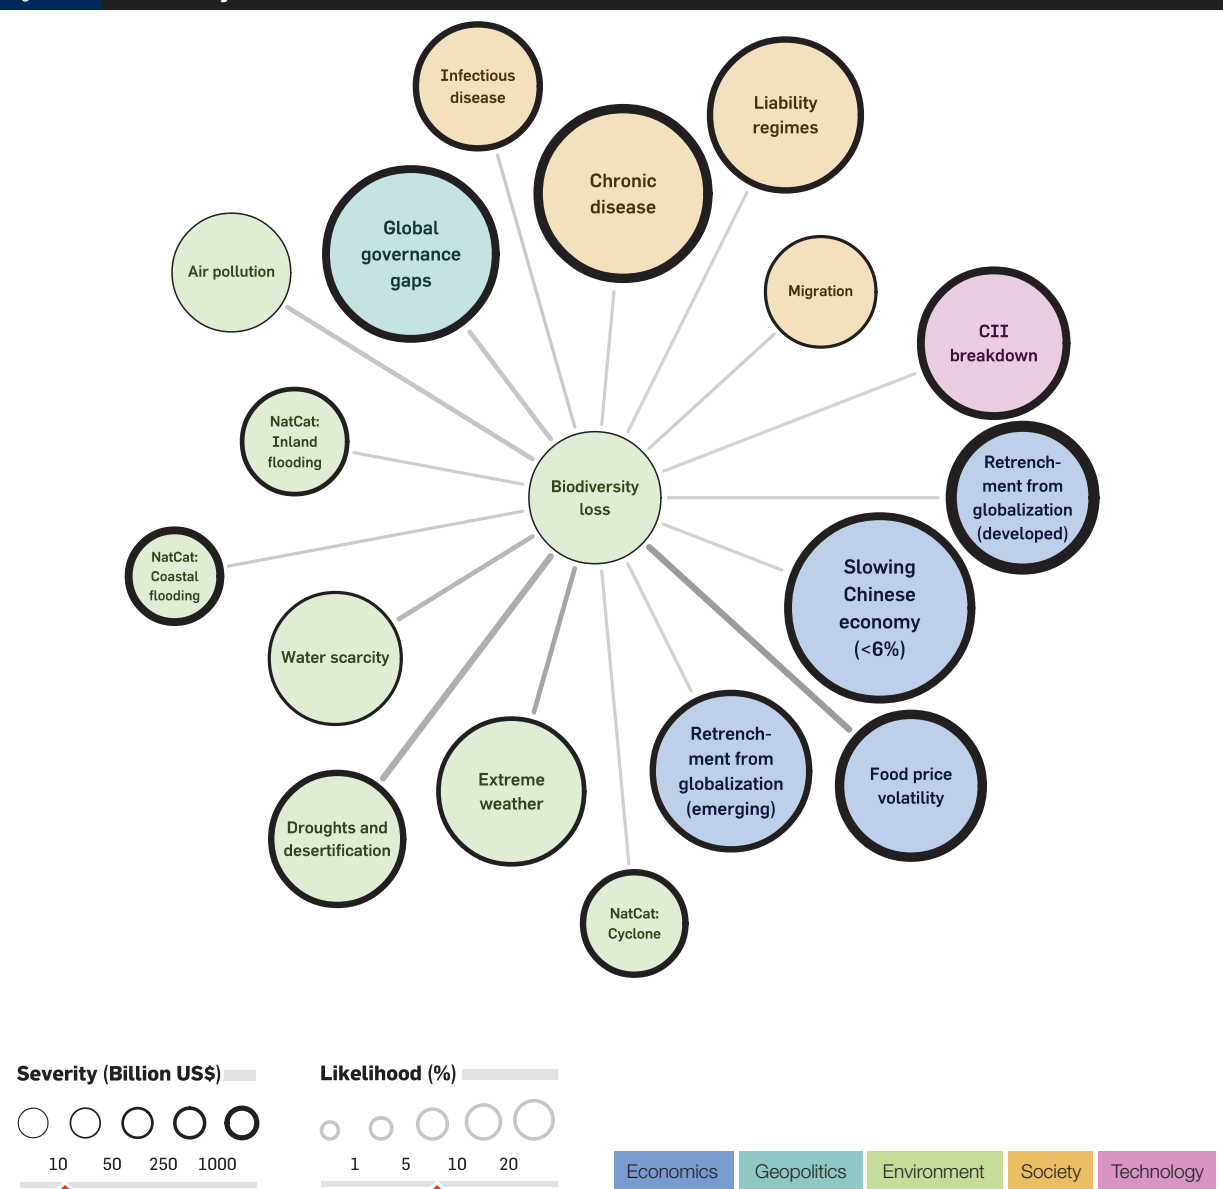 Infectious
disease
Liability
regimes
Chronic
disease
Global
governance
gaps
Air pollution
Migration
CII
breakdown
NatCat:
Inland
flooding
Retrench-
ment from
globalization
(developed)
Biodiversity
loss
NatCat:
Coastal
flooding
Slowing
Chinese
economy
(<6%)
Water scarcity
Retrench-
ment from
globalization
(emerging)
Food price
volatility
Extreme
weather
Droughts and
desertification
NatCat:
Cyclone
Severity (Billion US$)
10 50 250 1000
Likelihood (%)
1 5 10 20
Economics Geopolitics Environment Society Technology